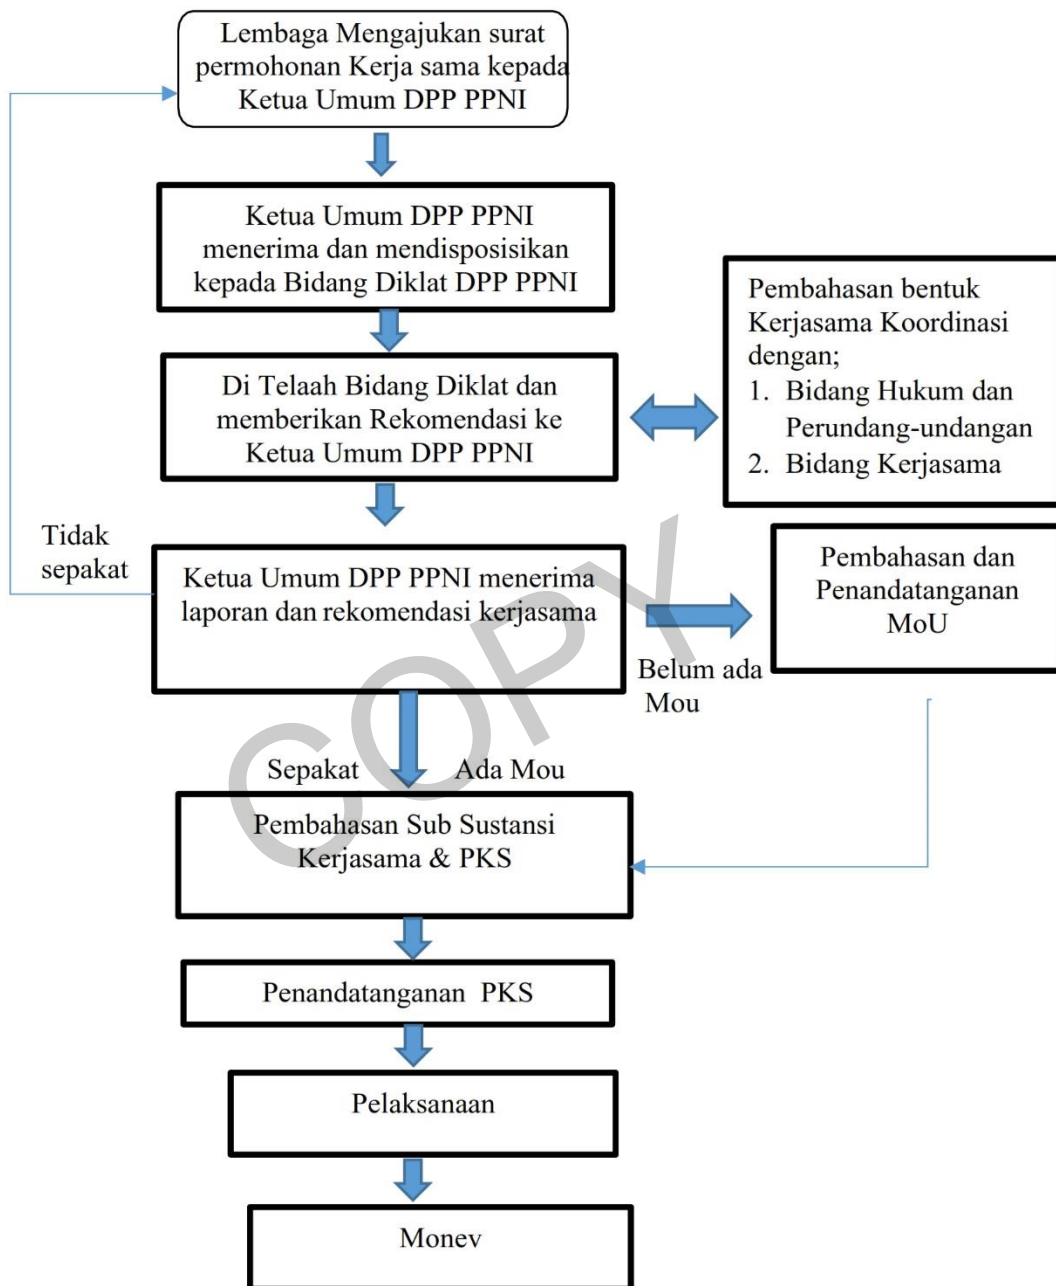 Lembaga Mengajukan surat
permohonan Kerja sama kepada
Ketua Umum DPP PPNI
Ketua Umum DPP PPNI
menerima dan mendisposisikan
kepada Bidang Diklat DPP PPNI
Pembahasan bentuk
Kerjasama Koordinasi
dengan;
1. Bidang Hukum dan
Perundang-undangan
2. Bidang Kerjasama
Di Telaah Bidang Diklat dan
memberikan Rekomendasi ke
Ketua Umum DPP PPNI
Tidak
sepakat
Ketua Umum DPP PPNI menerima
laporan dan rekomendasi kerjasama
Pembahasan dan
Penandatanganan
MoU
Belum ada
Mou
Sepakat Ada Mou
Pembahasan Sub Sustansi
Kerjasama & PKS
Penandatanganan PKS
Pelaksanaan
Monev
COPY